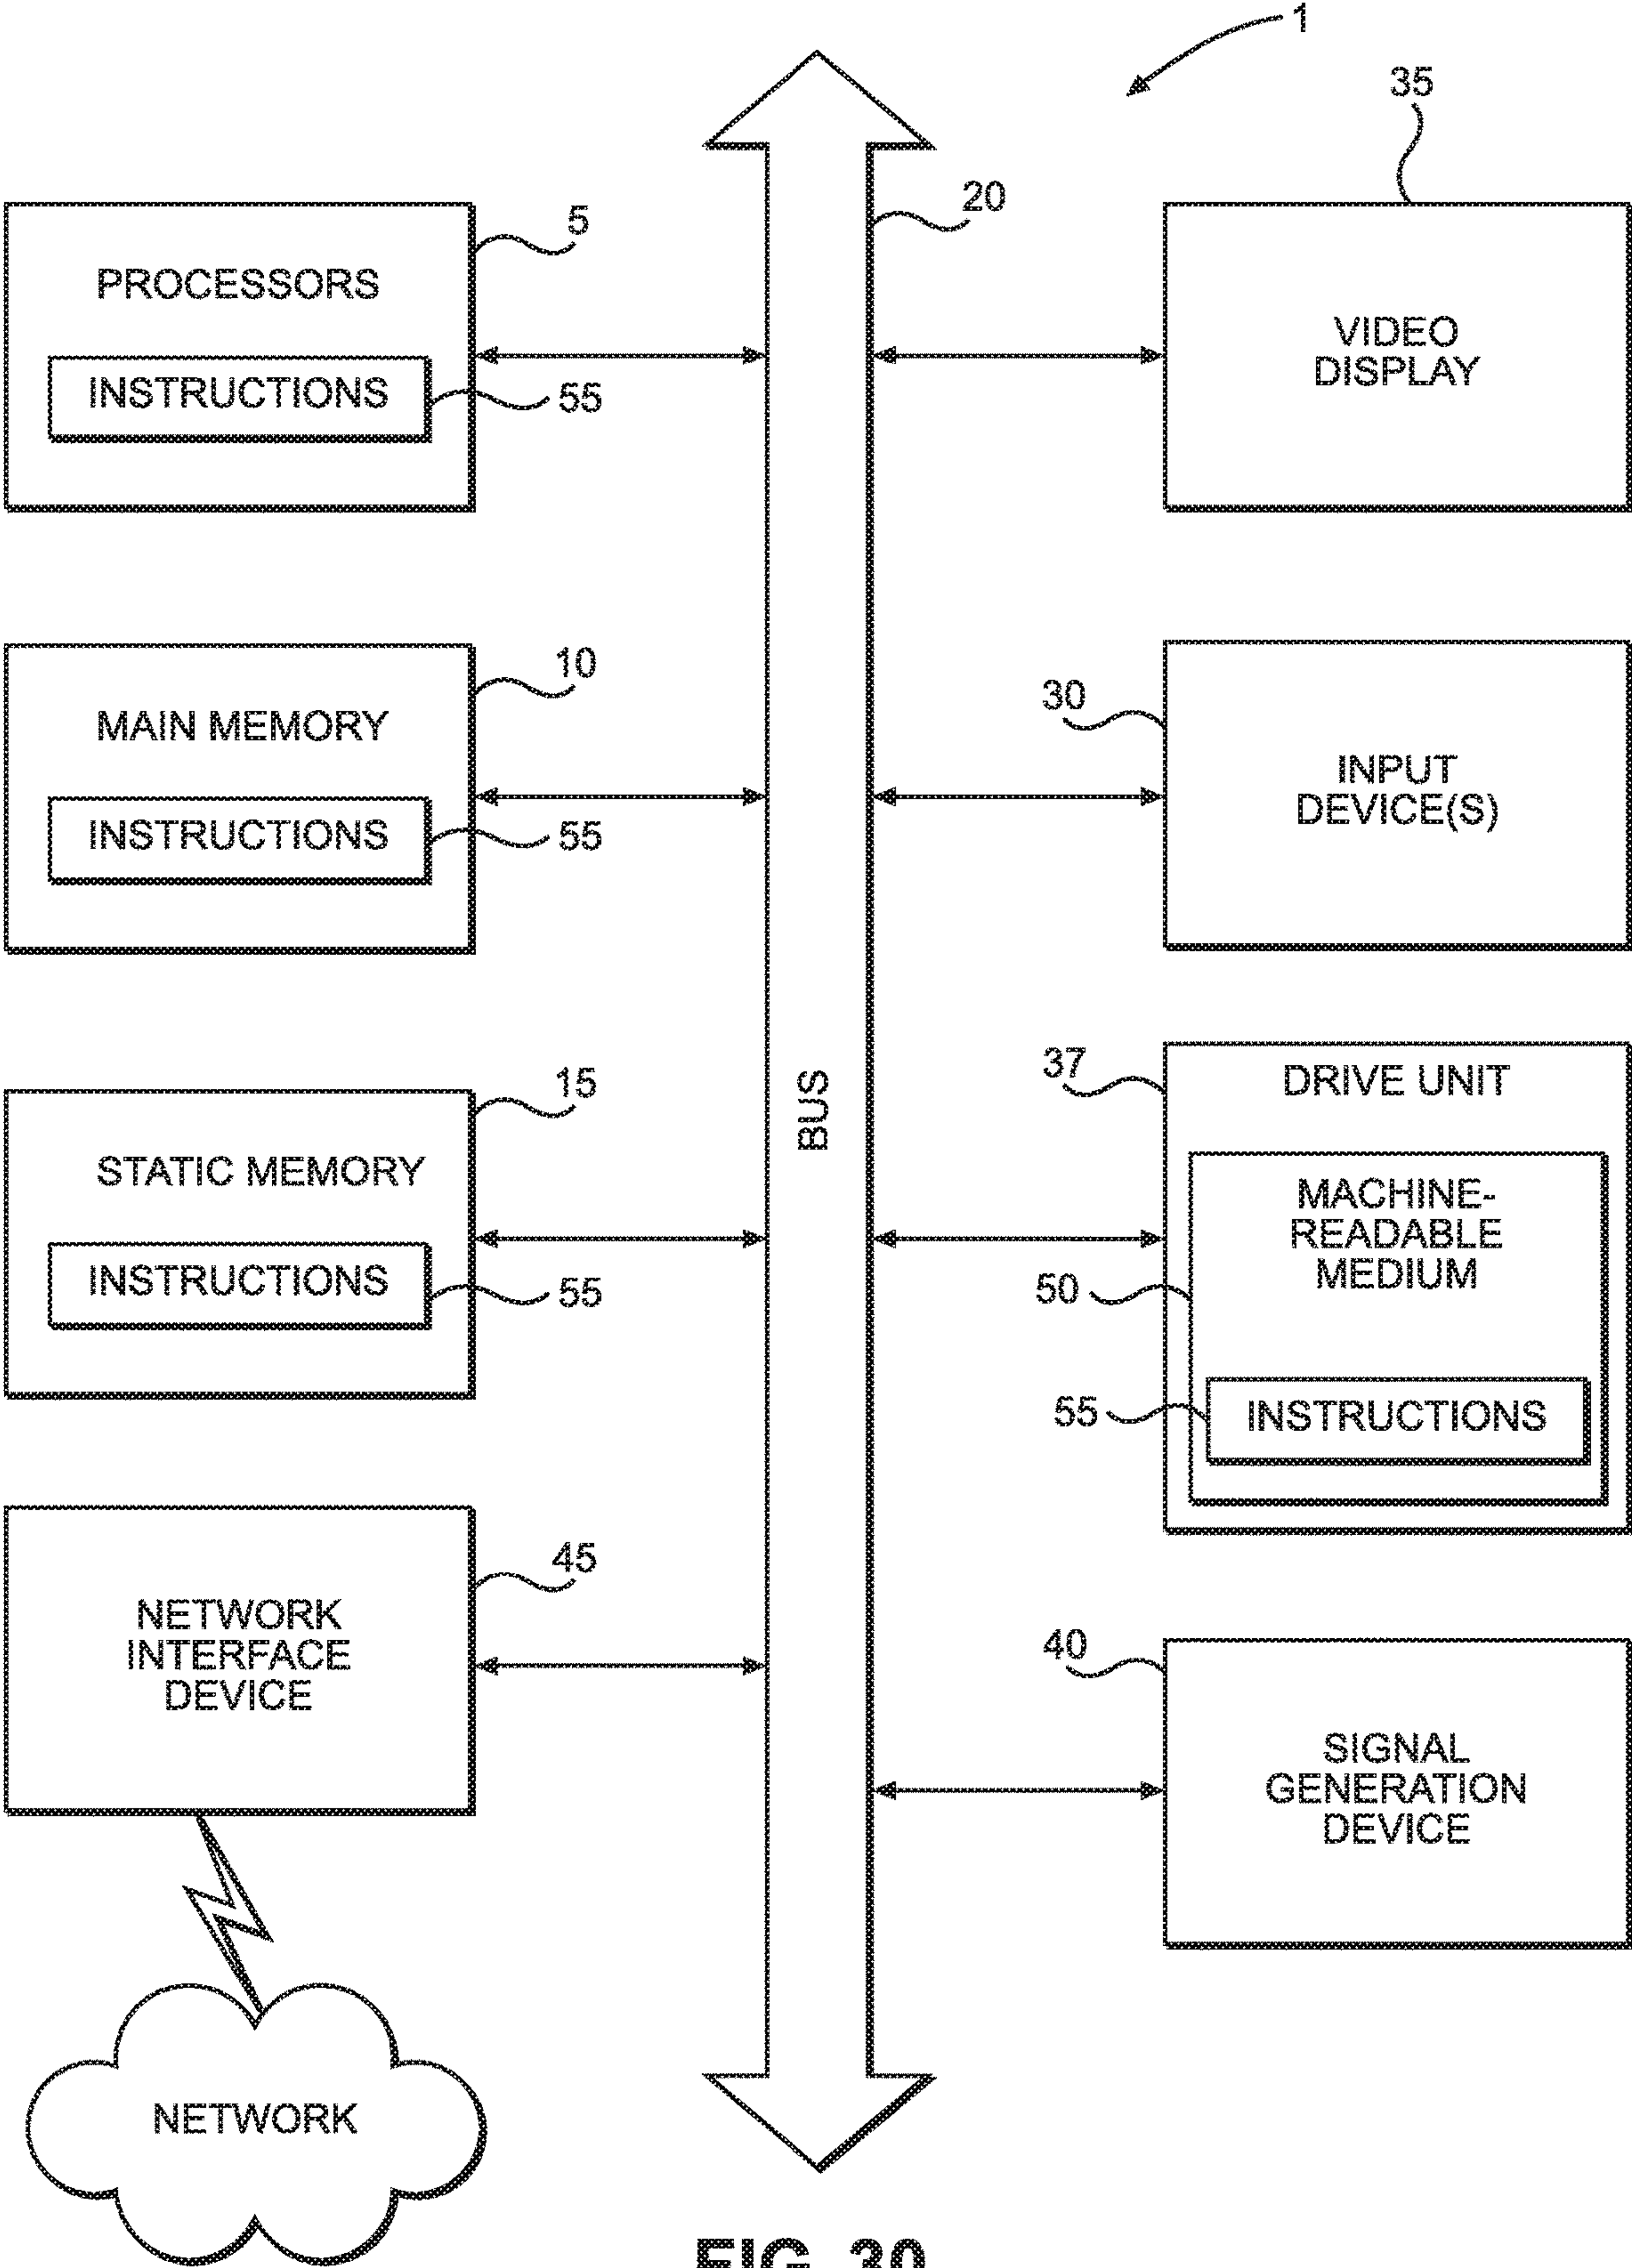 1
35
20
5
PROCESSORS
INSTRUCTIONS
55
VIDEO
DISPLAY
10
MAIN MEMORY
INSTRUCTIONS
55
30
INPUT
DEVICE(S)
15
STATIC MEMORY
INSTRUCTIONS
55
BUS
37
DRIVE UNIT
MACHINE-
READABLE
MEDIUM
50
55
INSTRUCTIONS
45
NETWORK
INTERFACE
DEVICE
40
SIGNAL
GENERATION
DEVICE
NETWORK
FIG. 30